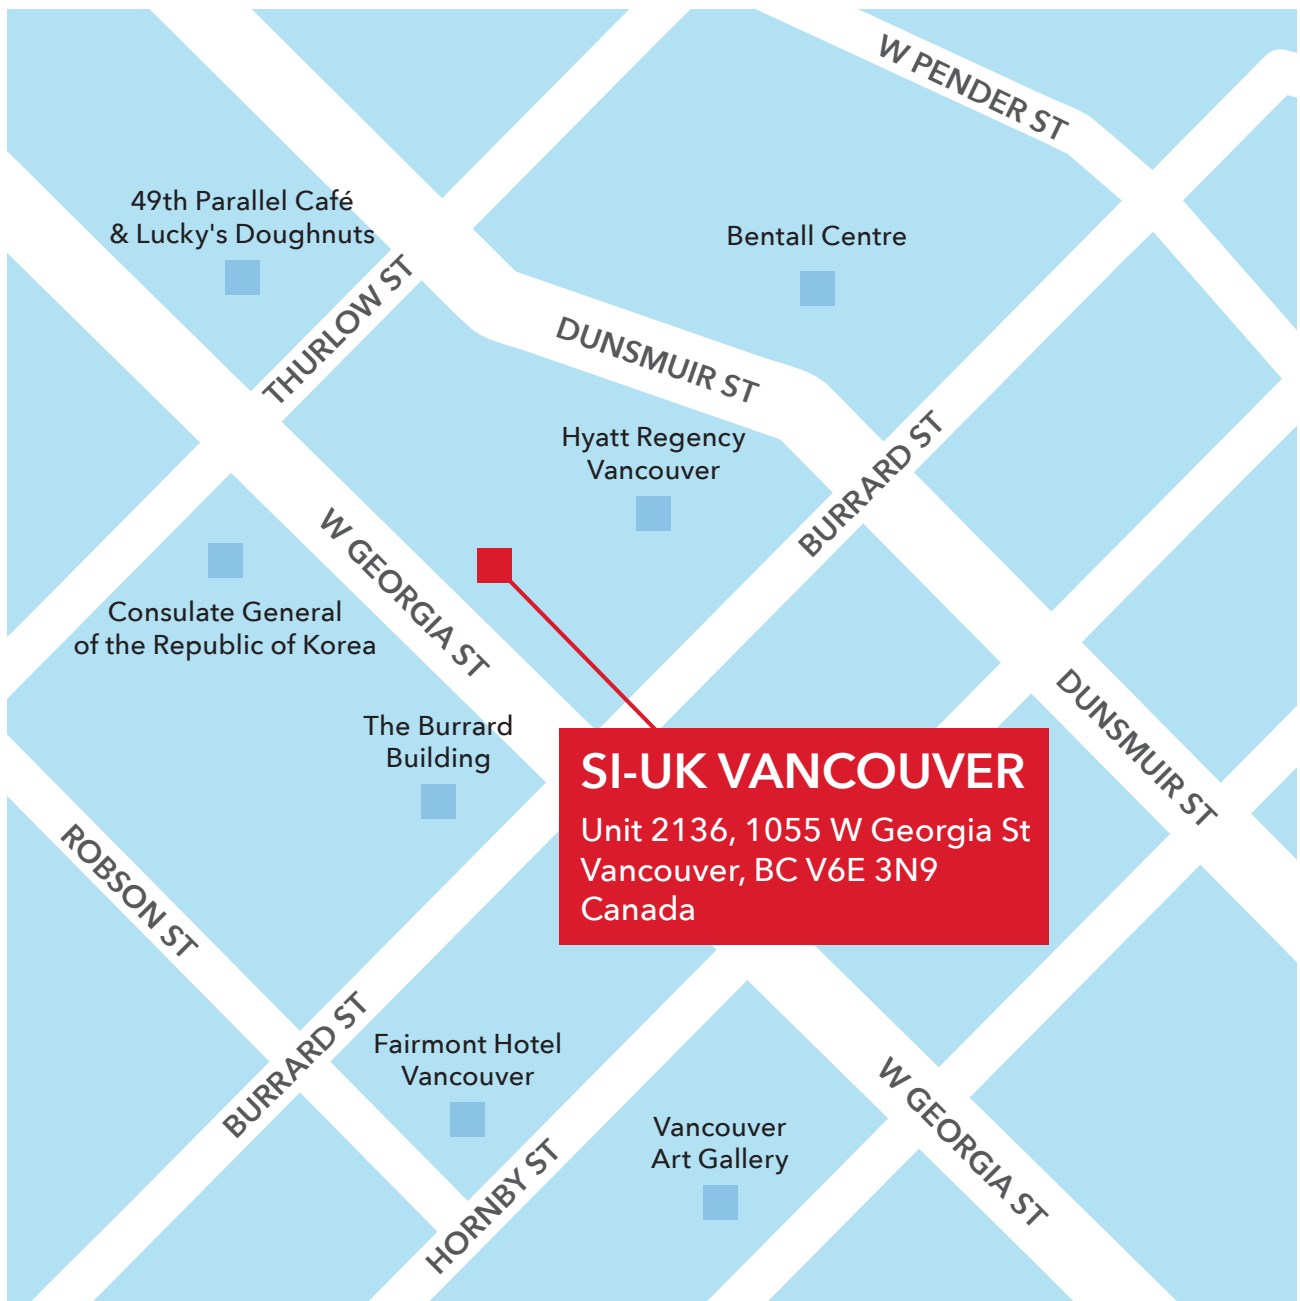 W PENDER ST
49th Parallel Café
& Lucky's Doughnuts
Bentall Centre
THURLOW ST
DUNSMUIR ST
Hyatt Regency
Vancouver
BURRARD ST
W GEORGIA ST
Consulate General
of the Republic of Korea
The Burrard
Building
DUNSMUIR ST
SI-UK VANCOUVER
Unit 2136, 1055 W Georgia St
Vancouver, BC V6E 3N9
Canada
ROBSON ST
BURRARD ST
Fairmont Hotel
Vancouver
HORNBY ST
Vancouver
Art Gallery
W GEORGIA ST